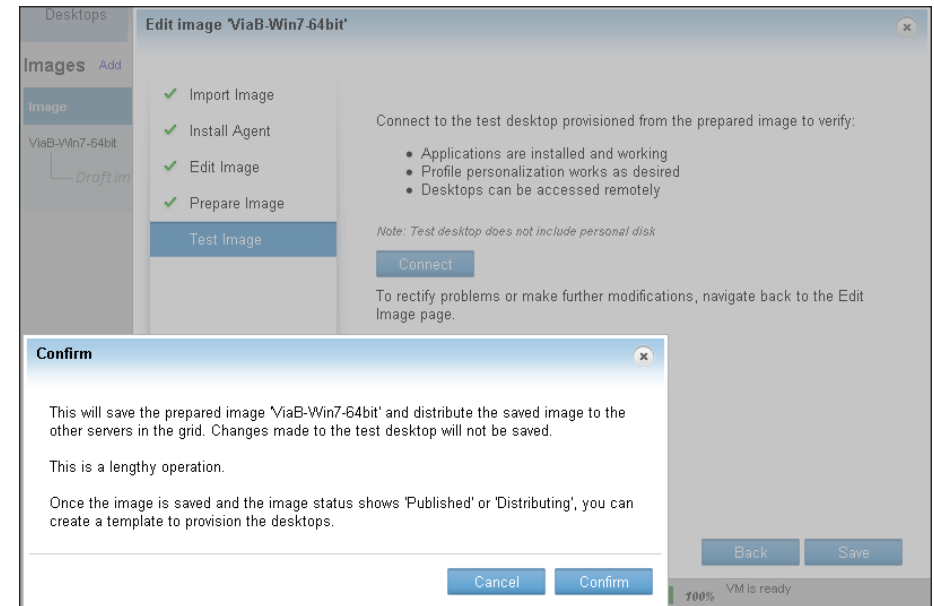 Desktops
Edit image 'ViaB-Win7-64bit'
Images Add
Image
ViaB-Win7-64bit
Draft im
Import Image
Install Agent
Edit Image
Prepare Image
Test Image
Connect to the test desktop provisioned from the prepared image to verify:
• Applications are installed and working
• Profile personalization works as desired
• Desktops can be accessed remotely
Note: Test desktop does not include personal disk
Connect
To rectify problems or make further modifications, navigate back to the Edit
Image page.
Confirm
This will save the prepared image 'ViaB-Win7-64bit' and distribute the saved image to the
other servers in the grid. Changes made to the test desktop will not be saved.
This is a lengthy operation.
Once the image is saved and the image status shows 'Published' or 'Distributing', you can
create a template to provision the desktops.
Cancel Confirm
Back Save
100% VM is ready